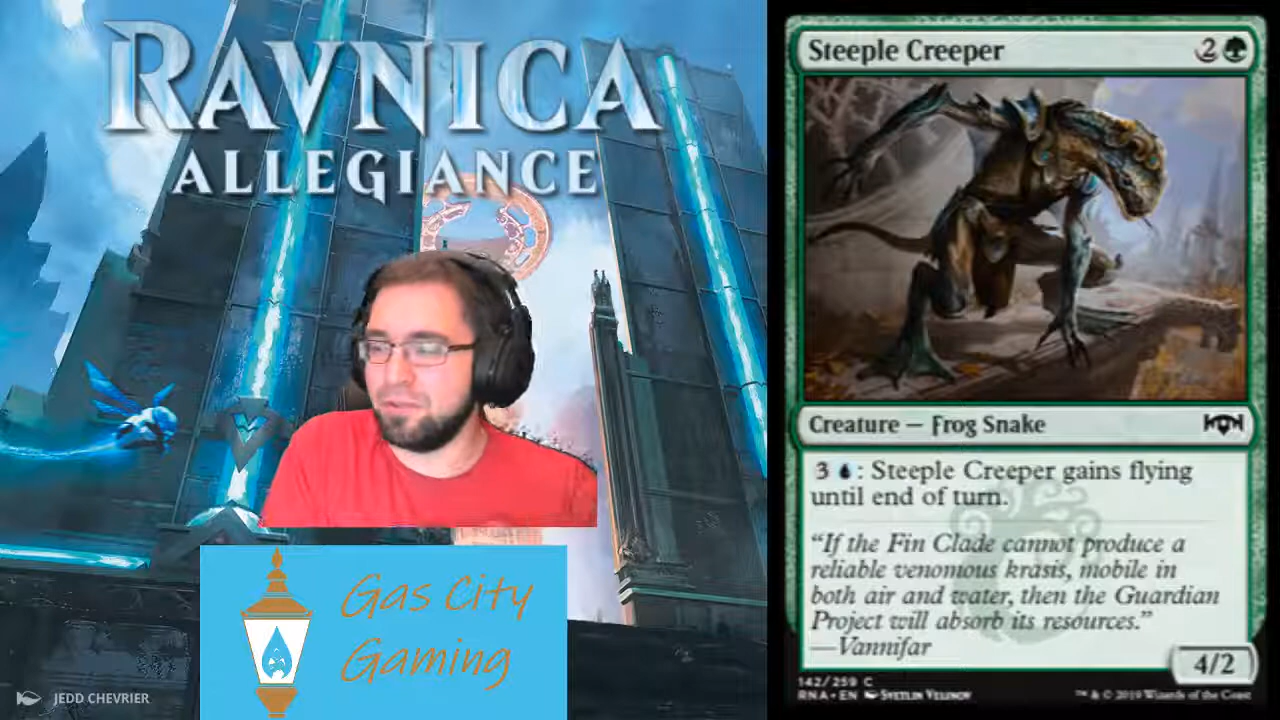 RAVNICA
ALLEGIANCE
Gas City
Gaming
JEDD CHEVRIER
Steeple Creeper 2
Creature — Frog Snake
3 : Steeple Creeper gains flying
until end of turn.
“If the Fin Clade cannot produce a
reliable venomous krasis, mobile in
both air and water, then the Guardian
Project will absorb its resources.”
—Vannifar
4/2
142/259 C
RNA • EN Svetlin Velinov
™ & © 2019 Wizards of the Coast